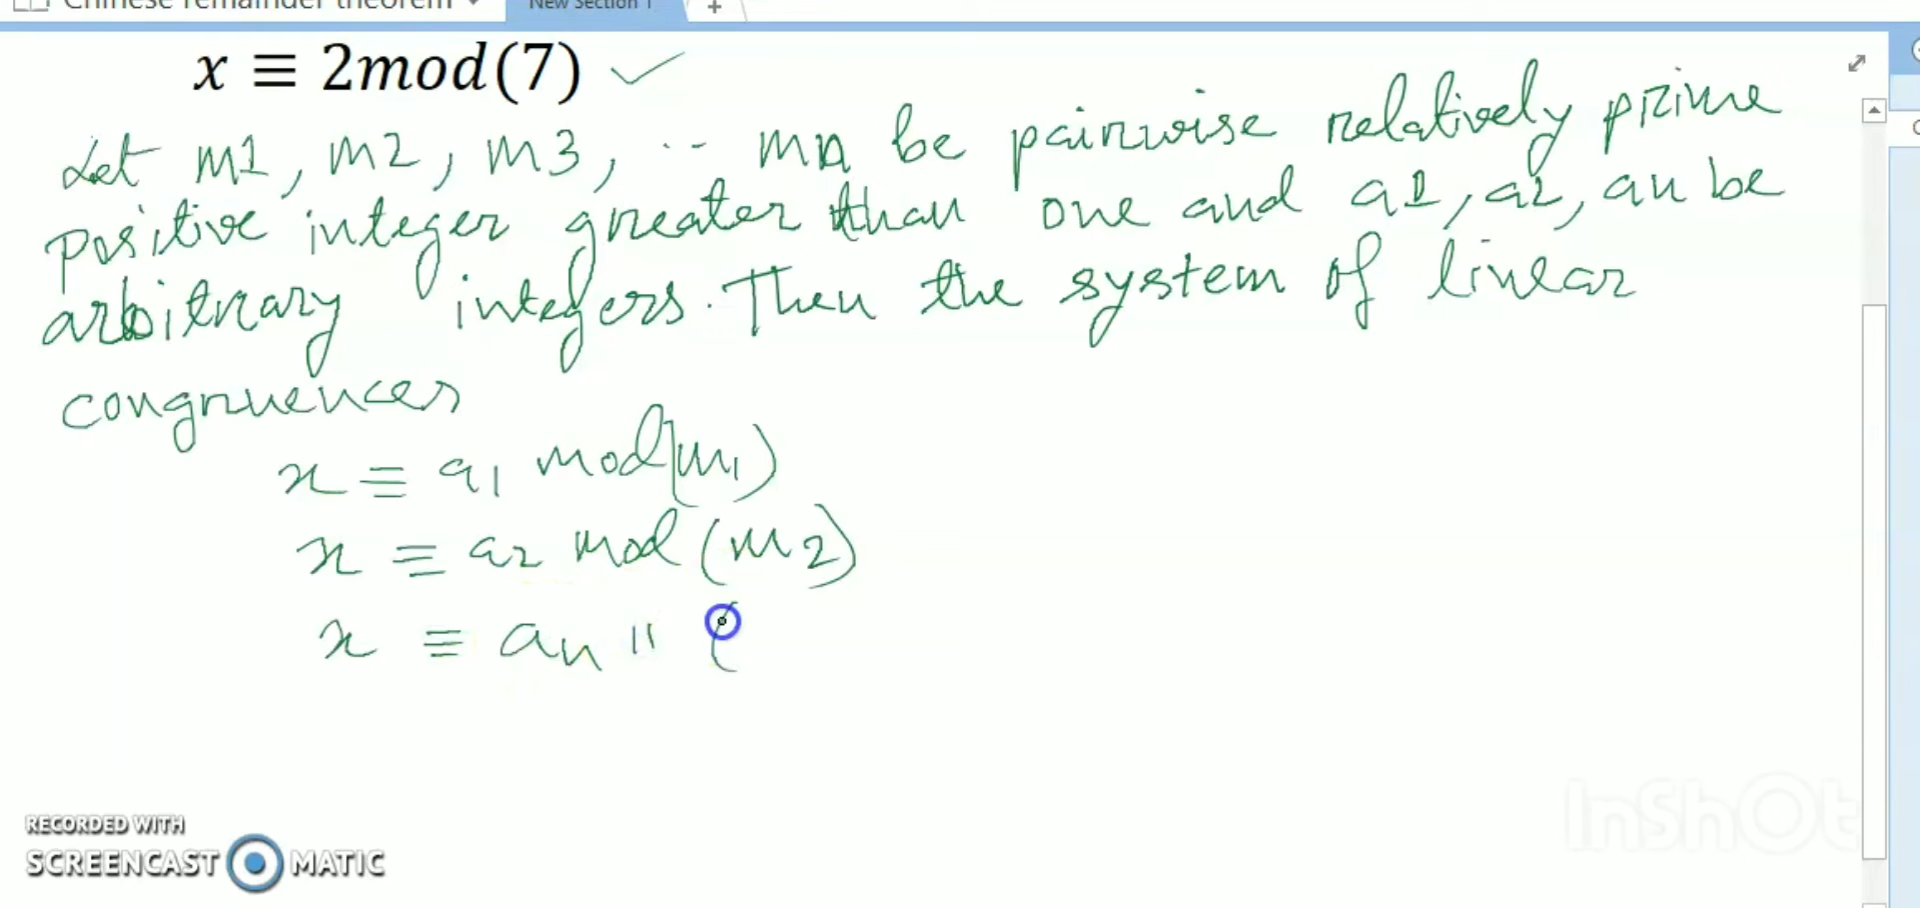 Chinese remainder theorem
New Section 1
+
x ≡ 2mod(7) ✓
Let m1, m2, m3, .. mn be pairwise relatively prime
positive integer greater than one and a1, a2, an be
arbitrary integers. Then the system of linear
congruences
x ≡ a1 mod(m1)
x ≡ a2 mod (m2)
x ≡ an " (
RECORDED WITH
SCREENCAST MATIC
InShOt